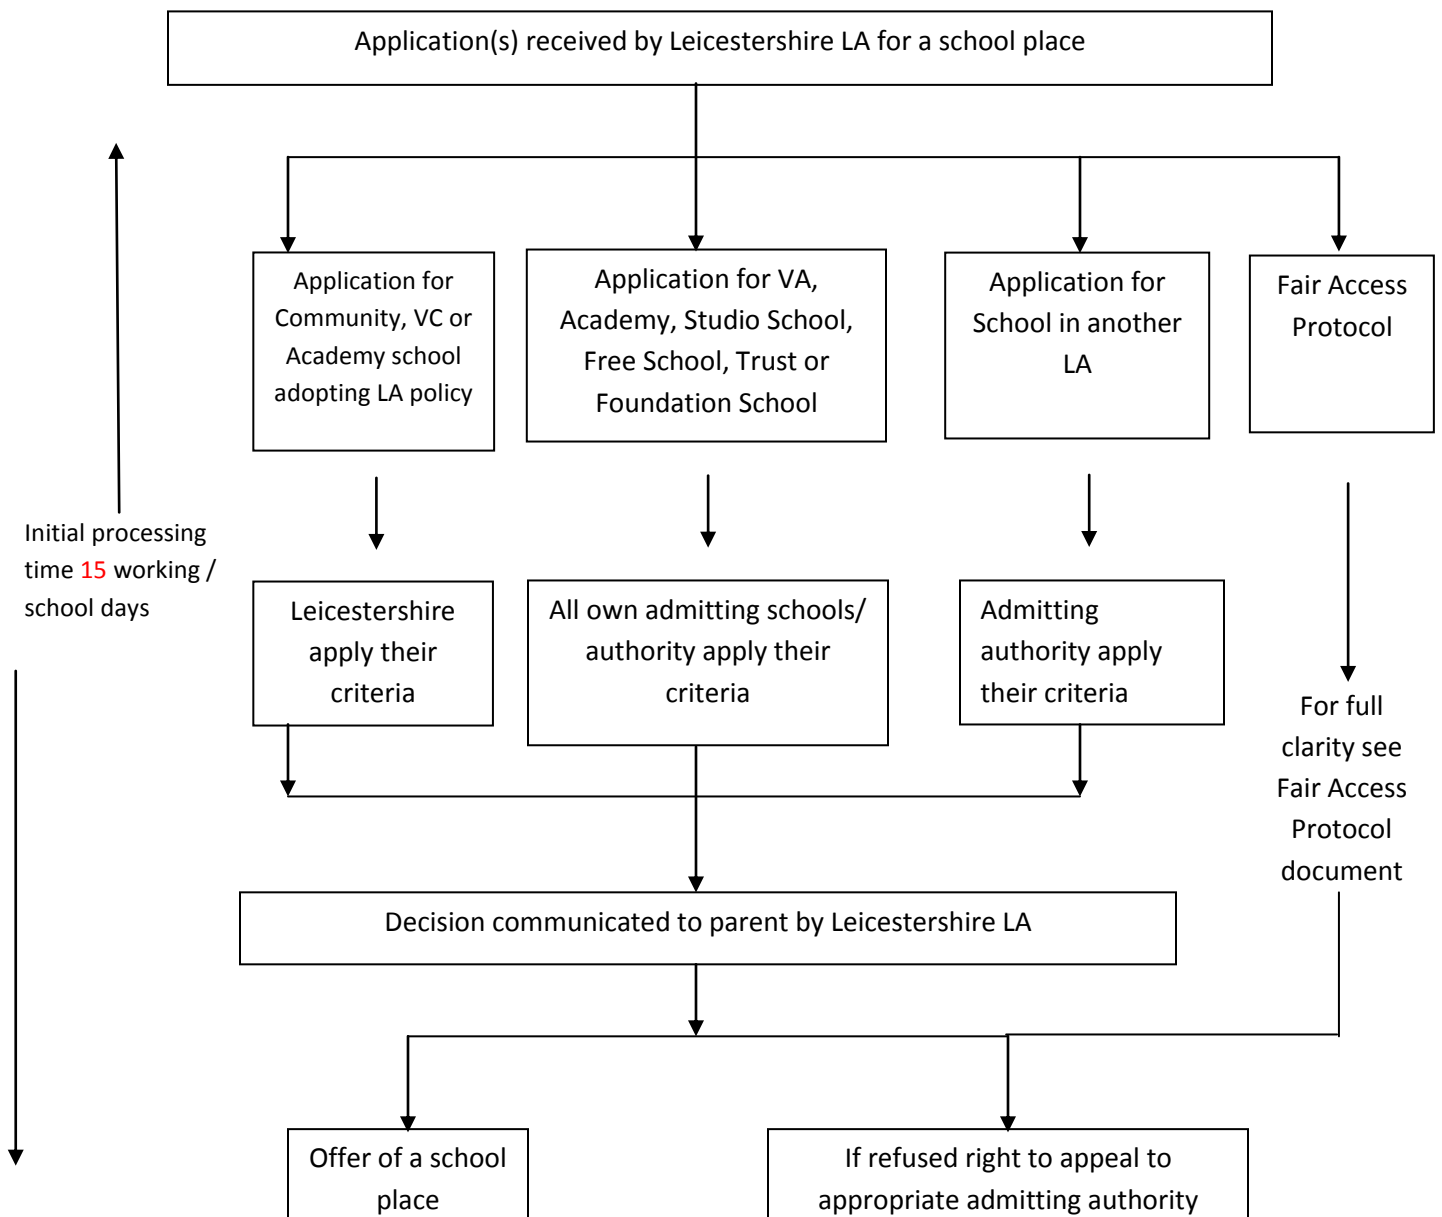 Application(s) received by Leicestershire LA for a school place
Application for
Community, VC or
Academy school
adopting LA policy
Application for VA,
Academy, Studio School,
Free School, Trust or
Foundation School
Application for
School in another
LA
Fair Access
Protocol
Initial processing
time 15 working /
school days
Leicestershire
apply their
criteria
All own admitting schools/
authority apply their
criteria
Admitting
authority apply
their criteria
For full
clarity see
Fair Access
Protocol
document
Decision communicated to parent by Leicestershire LA
Offer of a school
place
If refused right to appeal to
appropriate admitting authority